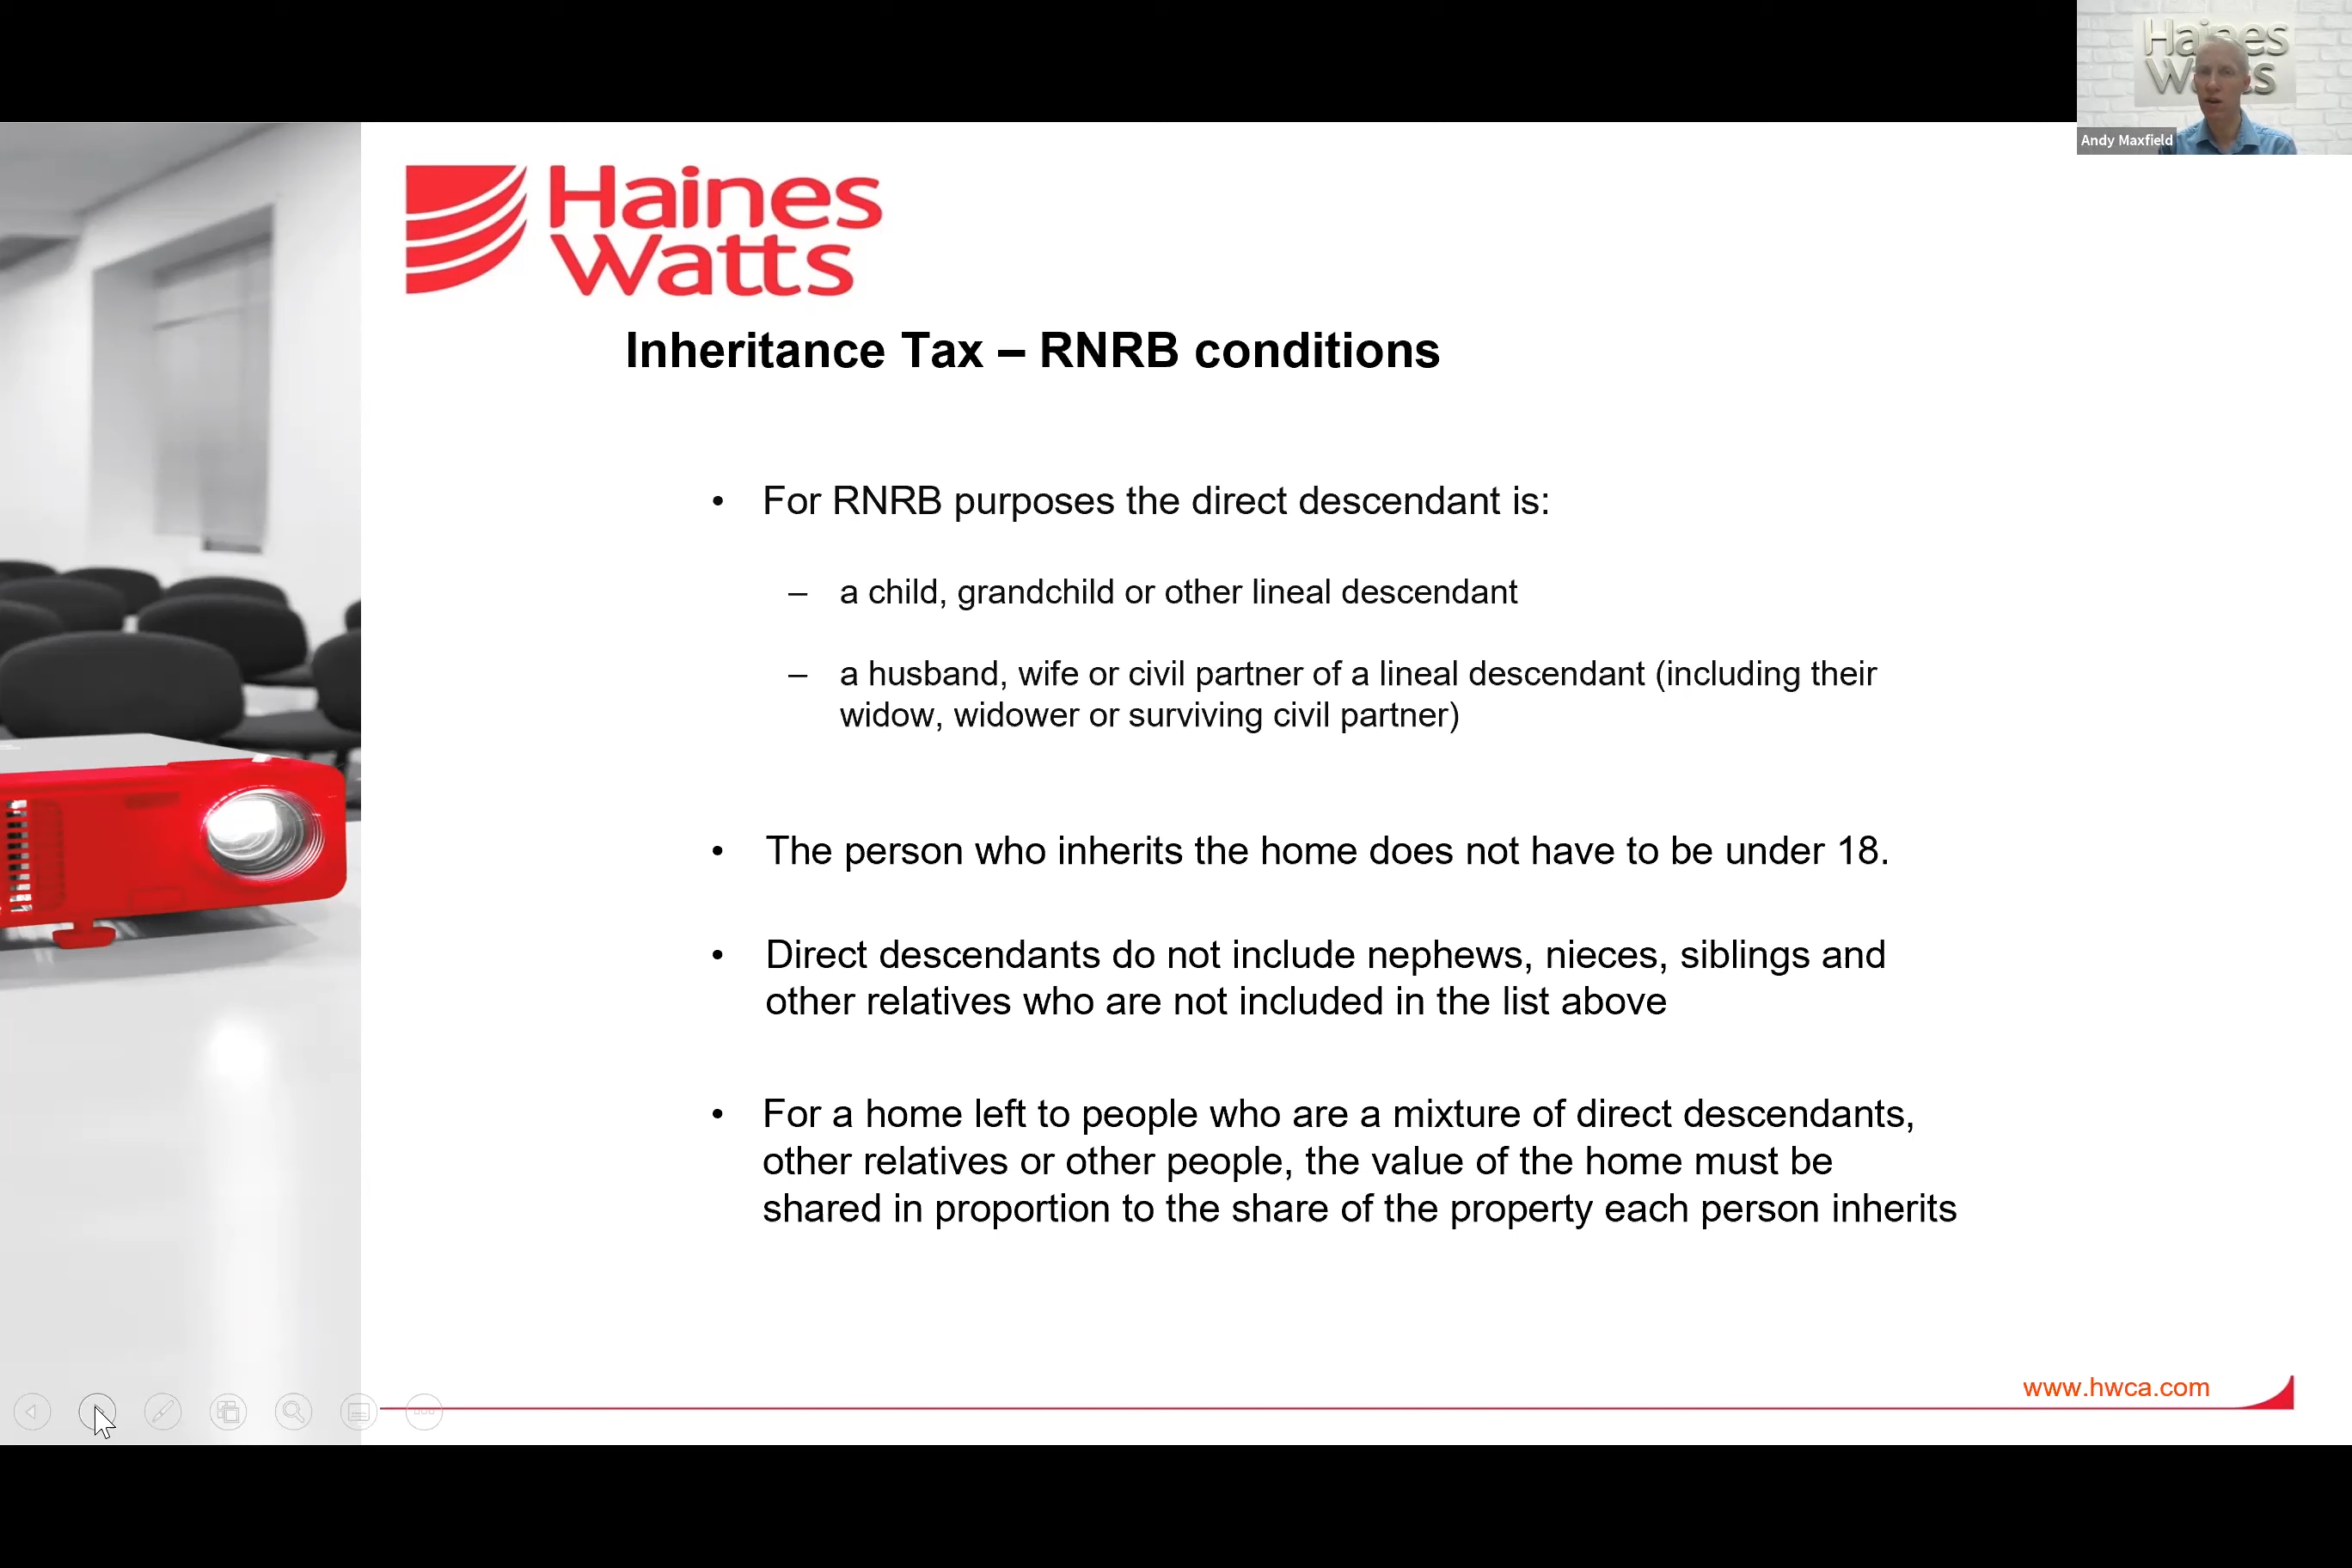 Haines
Watts
Andy Maxfield
Haines
Watts
Inheritance Tax – RNRB conditions
• For RNRB purposes the direct descendant is:
– a child, grandchild or other lineal descendant
– a husband, wife or civil partner of a lineal descendant (including their
widow, widower or surviving civil partner)
• The person who inherits the home does not have to be under 18.
• Direct descendants do not include nephews, nieces, siblings and
other relatives who are not included in the list above
• For a home left to people who are a mixture of direct descendants,
other relatives or other people, the value of the home must be
shared in proportion to the share of the property each person inherits
www.hwca.com